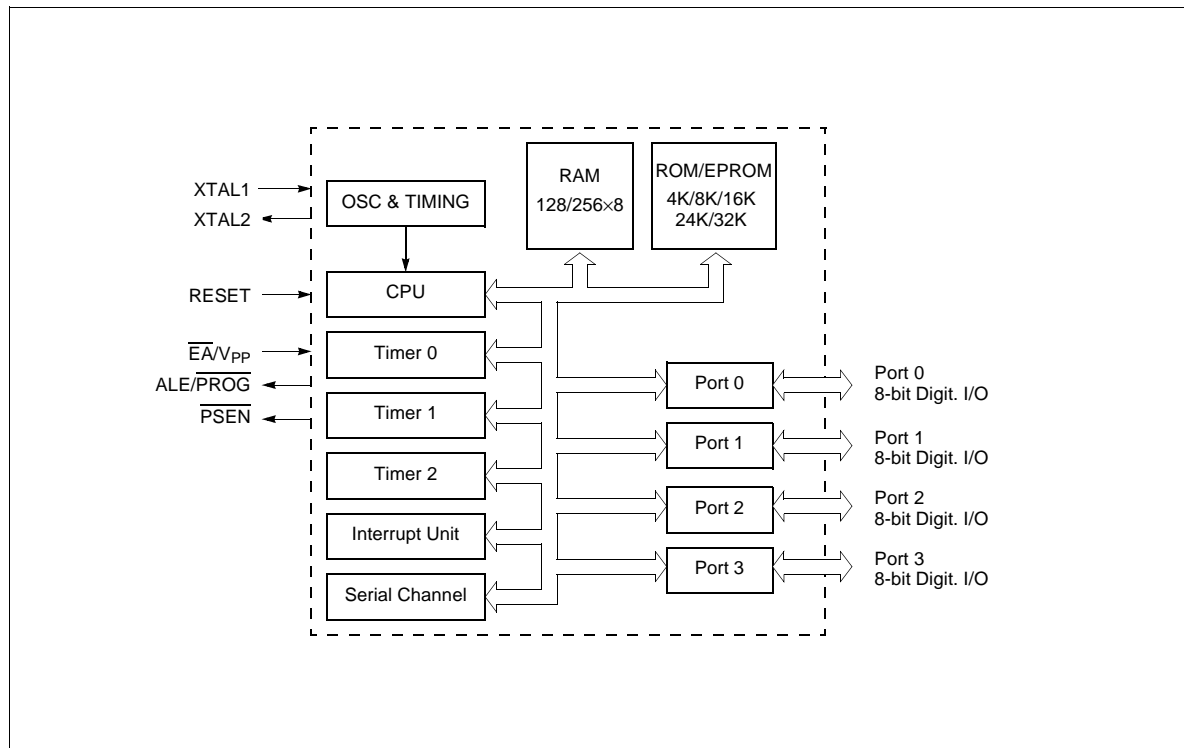 XTAL1
XTAL2
RESET
EA/VPP
ALE/PROG
PSEN
OSC & TIMING
CPU
Timer 0
Timer 1
Timer 2
Interrupt Unit
Serial Channel
RAM
128/256×8
ROM/EPROM
4K/8K/16K
24K/32K
Port 0
Port 1
Port 2
Port 3
Port 0
8-bit Digit. I/O
Port 1
8-bit Digit. I/O
Port 2
8-bit Digit. I/O
Port 3
8-bit Digit. I/O